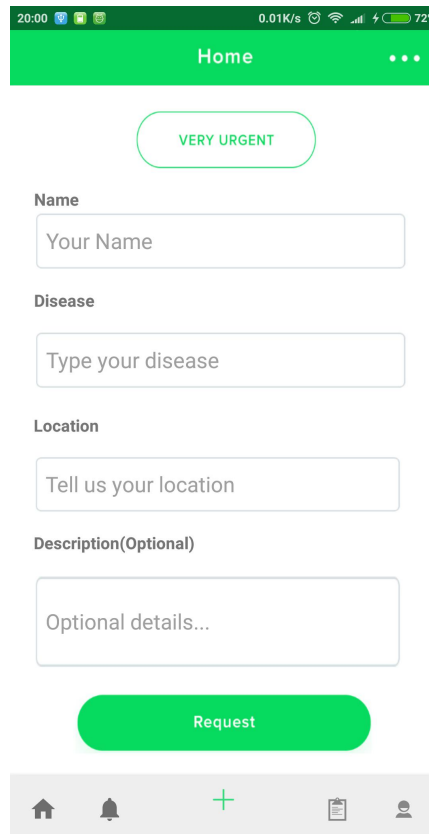 20:00 0.01K/s 72%
Home
VERY URGENT
Name
Your Name
Disease
Type your disease
Location
Tell us your location
Description(Optional)
Optional details...
Request